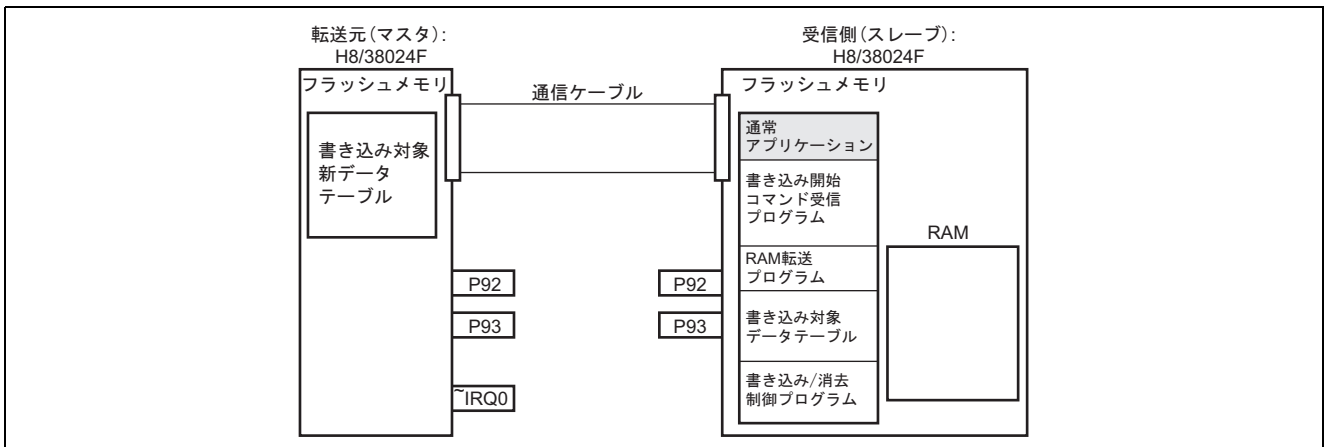 転送元(マスタ):
H8/38024F
フラッシュメモリ
書き込み対象
新データ
テーブル
P92
P93
~IRQ0
通信ケーブル
受信側(スレーブ):
H8/38024F
フラッシュメモリ
通常
アプリケーション
書き込み開始
コマンド受信
プログラム
RAM転送
プログラム
書き込み対象
データテーブル
書き込み/消去
制御プログラム
P92
P93
RAM